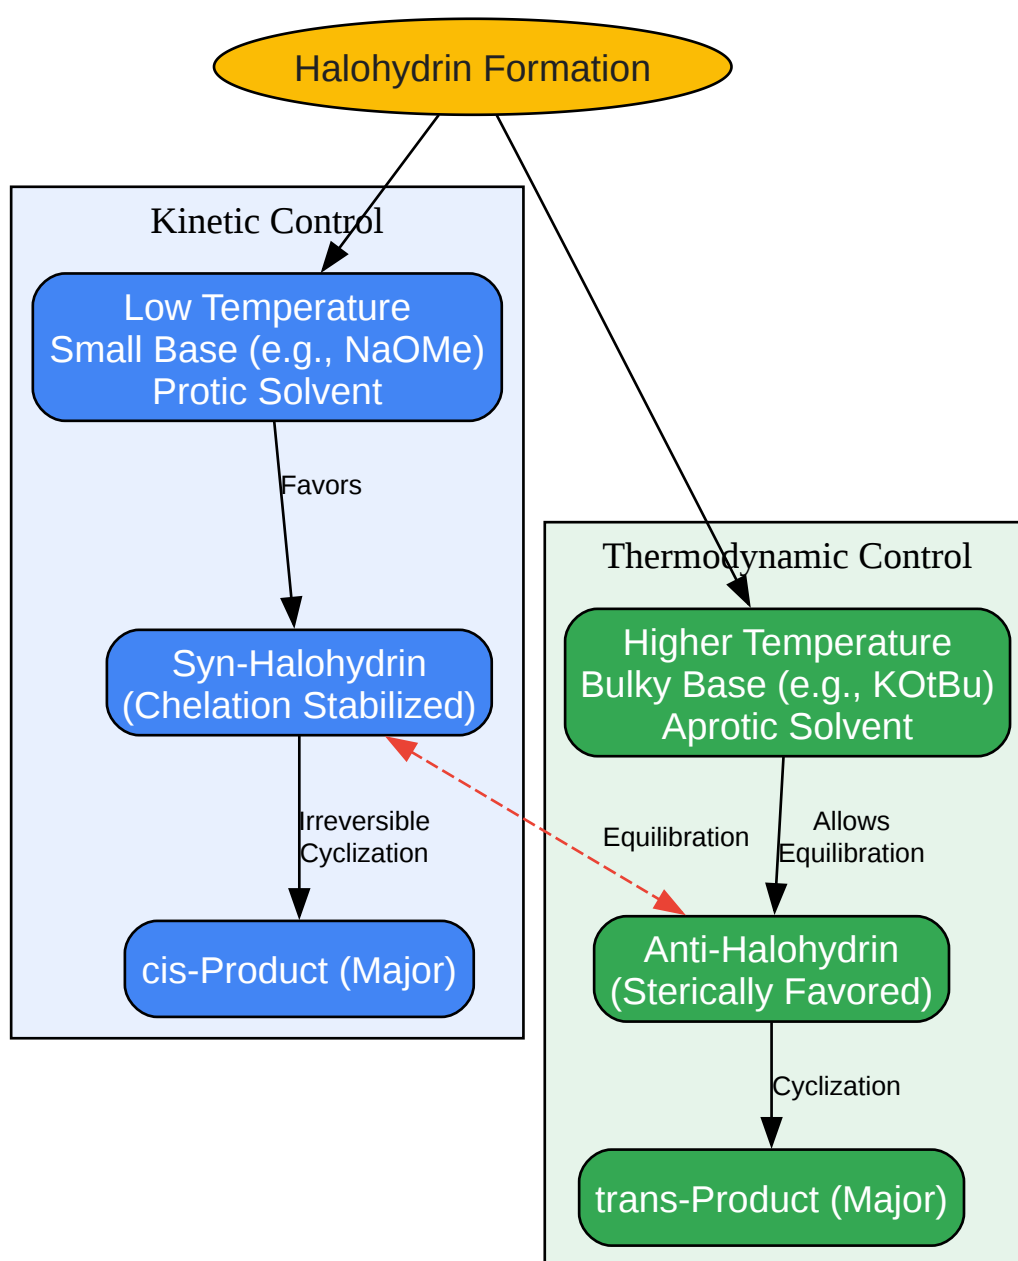 Halohydrin Formation
Kinetic Control
Low Temperature
Small Base (e.g., NaOMe)
Protic Solvent
Favors
Syn-Halohydrin
(Chelation Stabilized)
Irreversible
Cyclization
cis-Product (Major)
Thermodynamic Control
Higher Temperature
Bulky Base (e.g., KOtBu)
Aprotic Solvent
Equilibration
Allows
Equilibration
Anti-Halohydrin
(Sterically Favored)
Cyclization
trans-Product (Major)